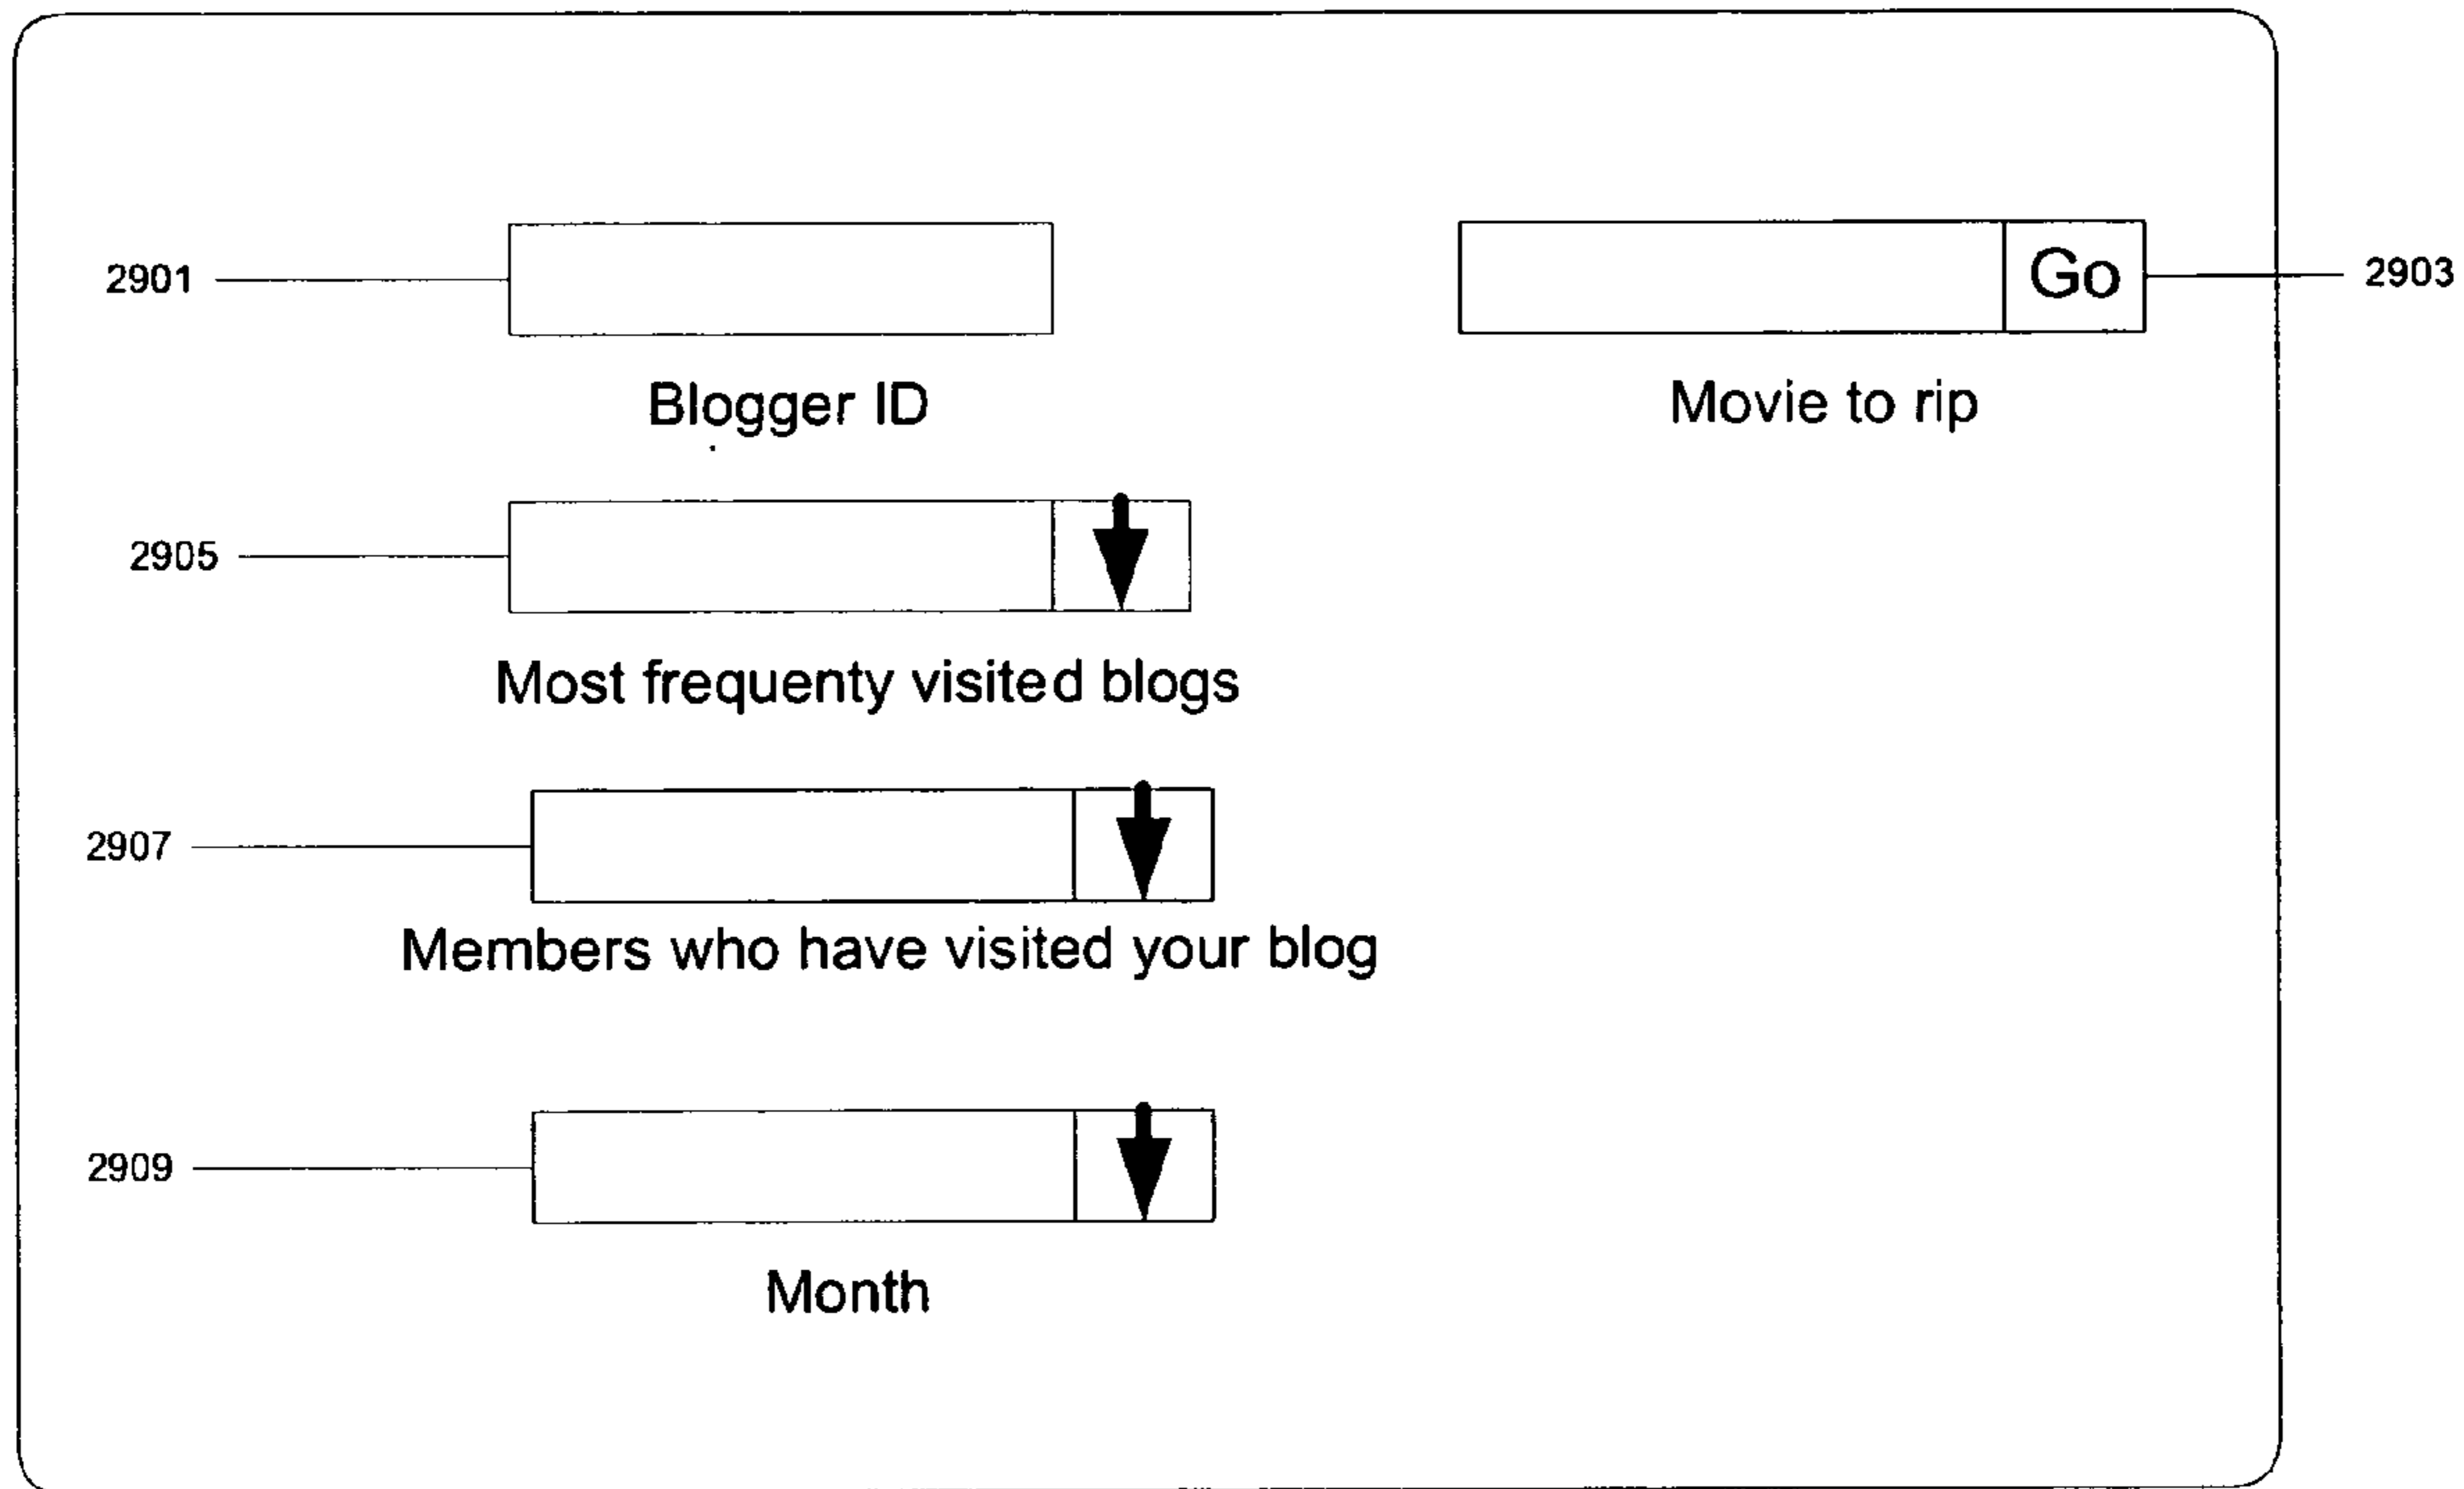 2901
Go
2903
Blogger ID
Movie to rip
2905
Most frequenty visited blogs
2907
Members who have visited your blog
2909
Month